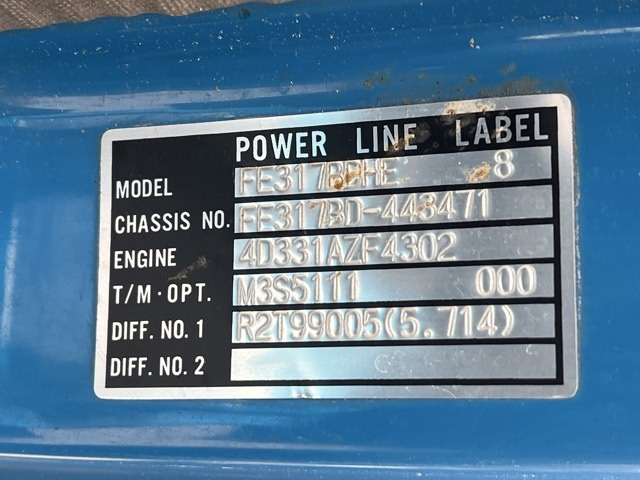 POWER LINE LABEL
MODEL FE317BDHE 8
CHASSIS NO. FE317BD-443471
ENGINE 4D331AZF4302
T/M·OPT. M3S5111 000
DIFF. NO. 1 R2T99005(5.714)
DIFF. NO. 2